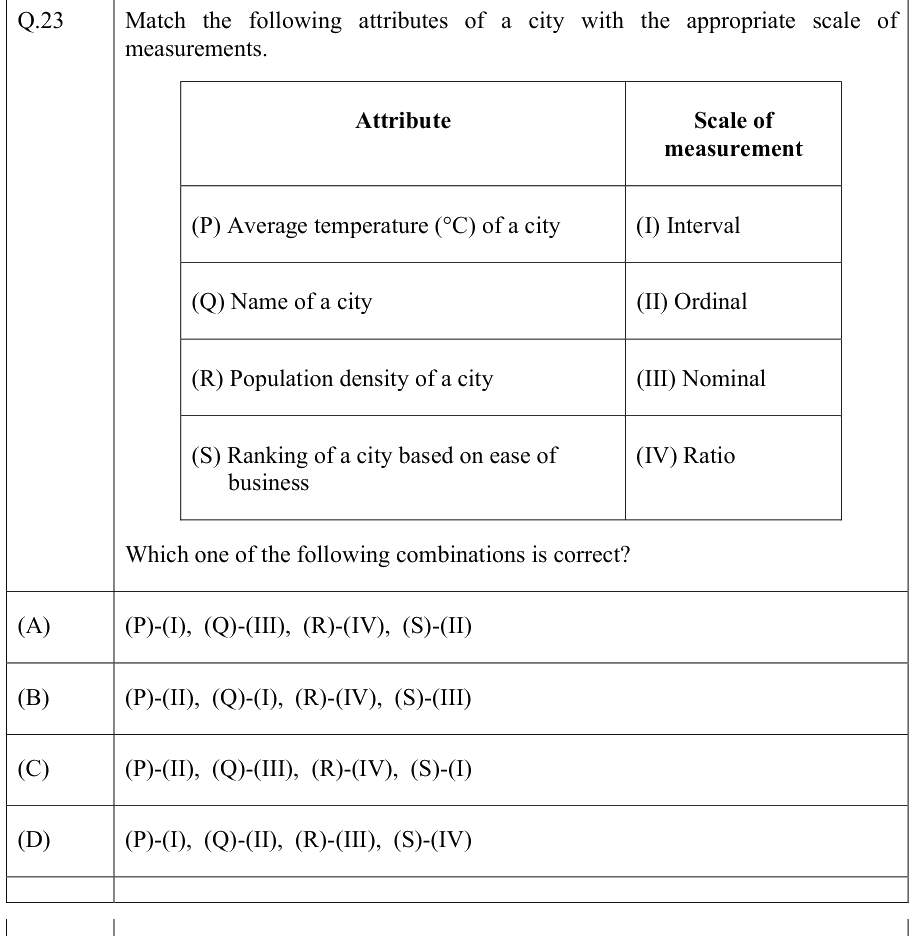 Q.23 Match the following attributes of a city with the appropriate scale of
measurements.
Attribute Scale of
measurement
(P) Average temperature (°C) of a city (I) Interval
(Q) Name of a city (II) Ordinal
(R) Population density of a city (III) Nominal
(S) Ranking of a city based on ease of (IV) Ratio
business
Which one of the following combinations is correct?
(A) (P)-(I), (Q)-(III), (R)-(IV), (S)-(II)
(B) (P)-(II), (Q)-(I), (R)-(IV), (S)-(III)
(C) (P)-(II), (Q)-(III), (R)-(IV), (S)-(I)
(D) (P)-(I), (Q)-(II), (R)-(III), (S)-(IV)